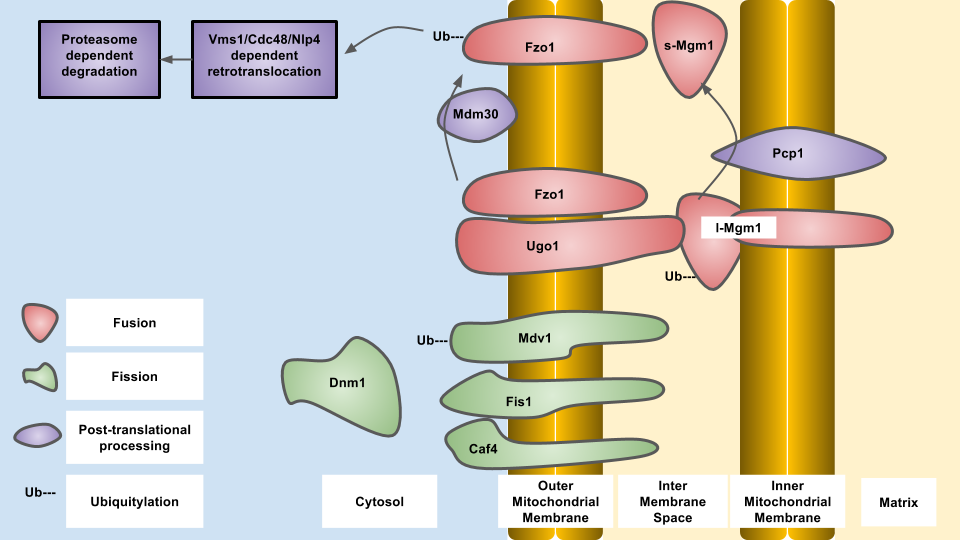 Proteasome
dependent
degradation
Vms1/Cdc48/Nlp4
dependent
retrotranslocation
Ub---
Fzo1
s-Mgm1
Mdm30
Pcp1
Fzo1
Ugo1
l-Mgm1
Ub---
Ub---
Mdv1
Dnm1
Fis1
Caf4
Fusion
Fission
Post-translational
processing
Ub---
Ubiquitylation
Cytosol
Outer
Mitochondrial
Membrane
Inter
Membrane
Space
Inner
Mitochondrial
Membrane
Matrix